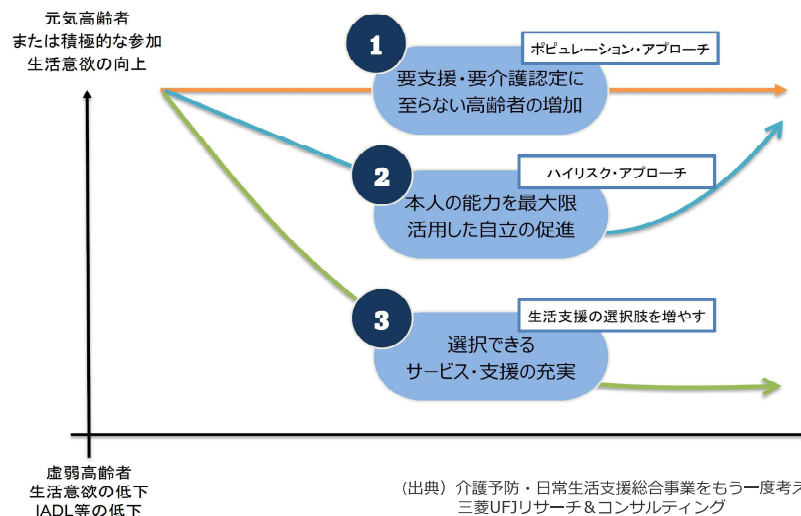 元気高齢者
または積極的な参加
生活意欲の向上
1
ポピュレーション・アプローチ
要支援・要介護認定に
至らない高齢者の増加
2
ハイリスク・アプローチ
本人の能力を最大限
活用した自立の促進
3
生活支援の選択肢を増やす
選択できる
サービス・支援の充実
虚弱高齢者
生活意欲の低下
IADL等の低下
(出典)介護予防・日常生活支援総合事業をもう一度考え
三菱UFJリサーチ&コンサルティング